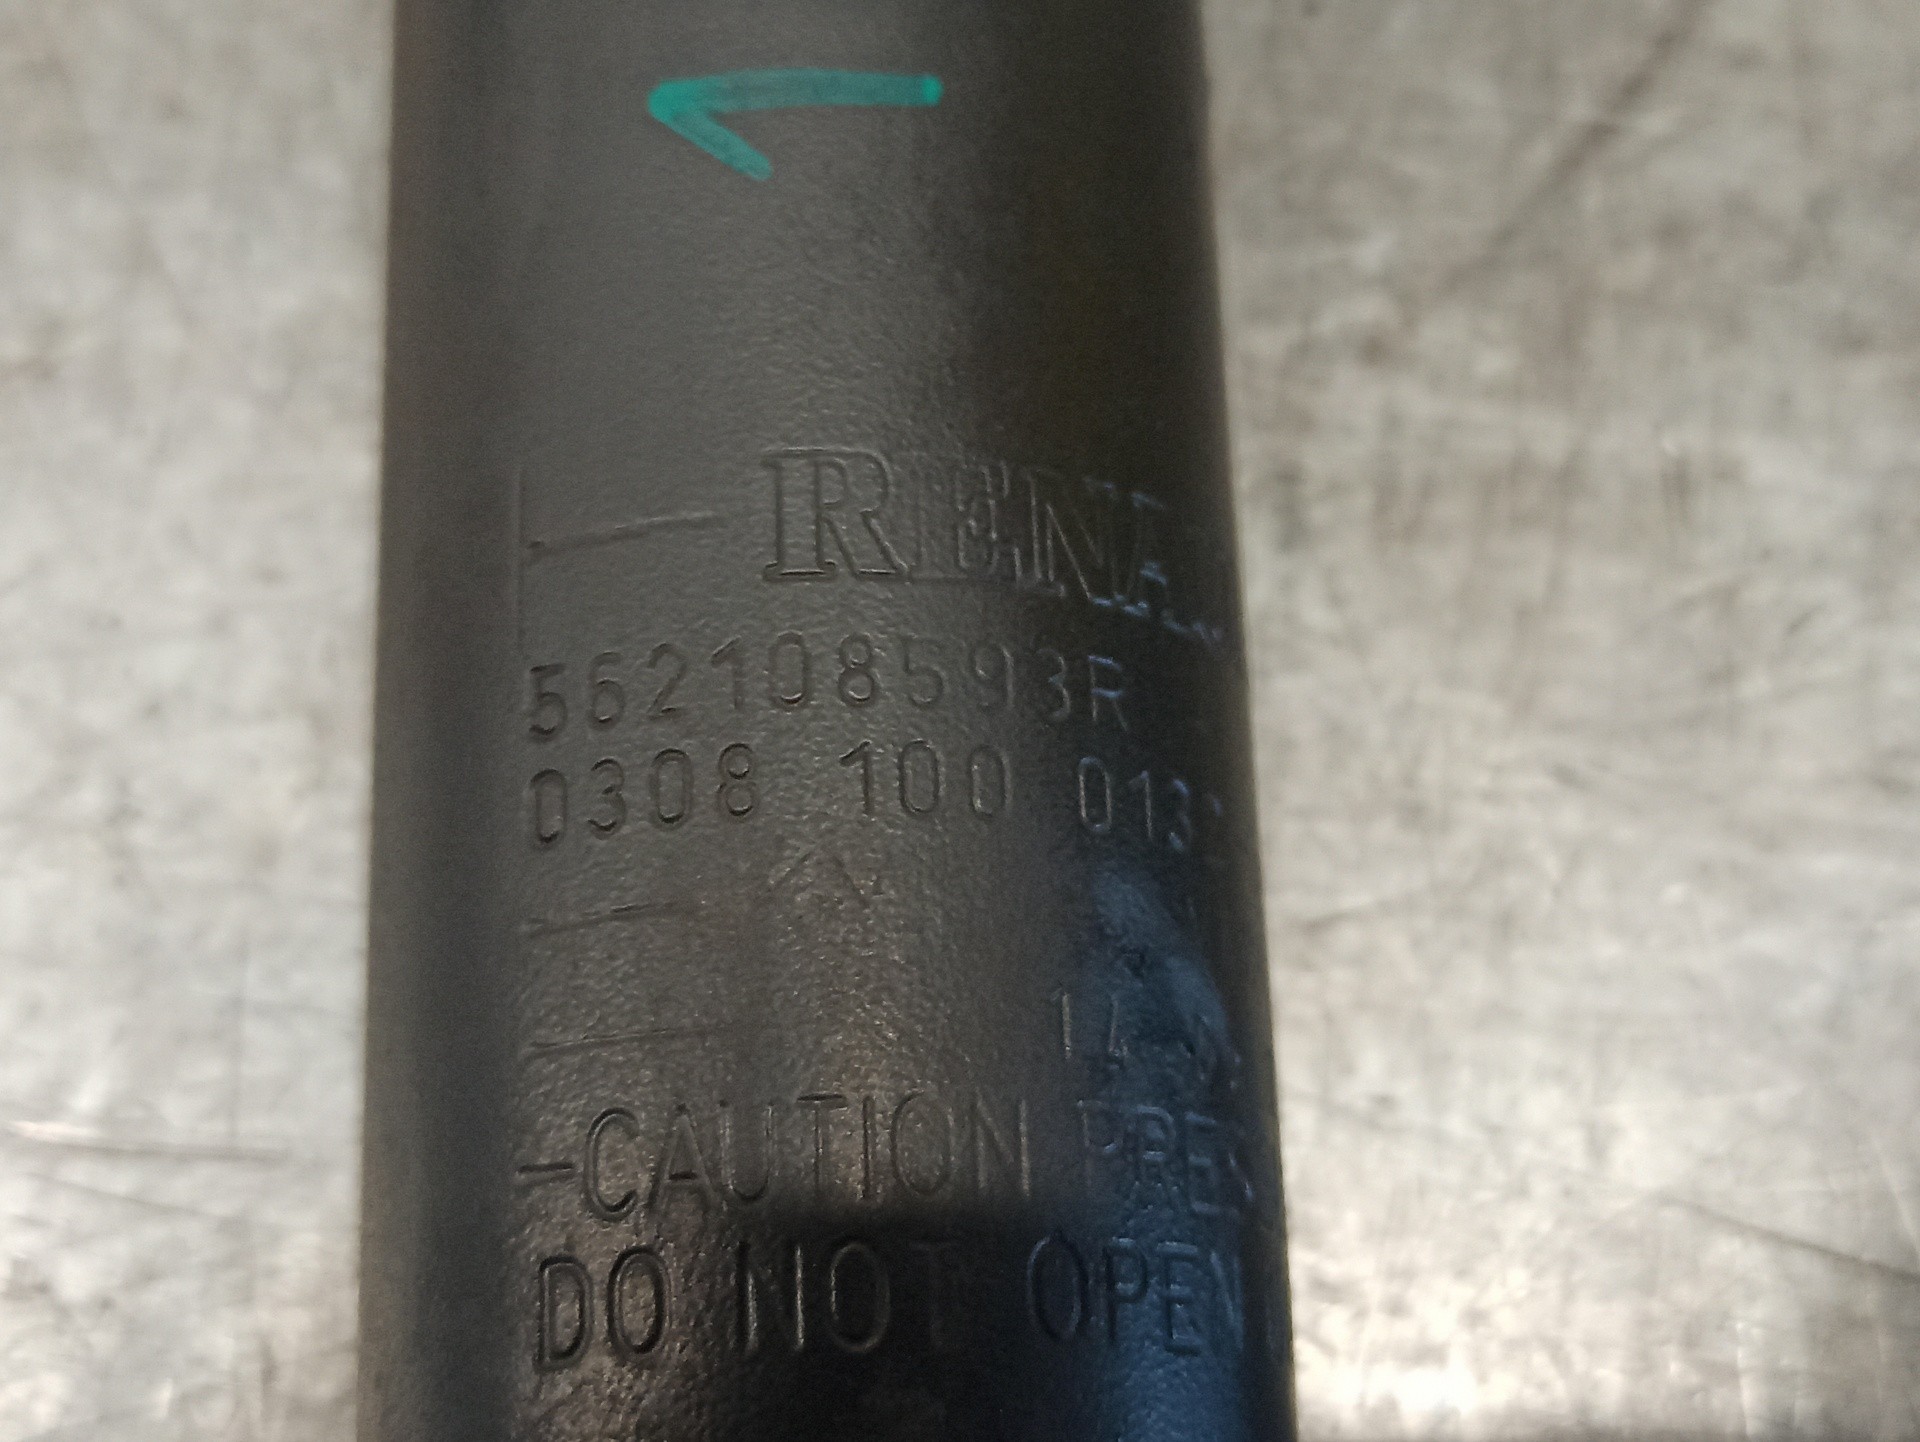 RENA
562108593R
0308 100 013
-CAUTION PRES
DO NOT OPEN